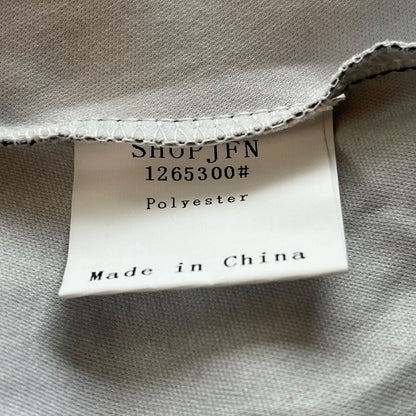 SHOPJFN
1265300#
Polyester
Made in China